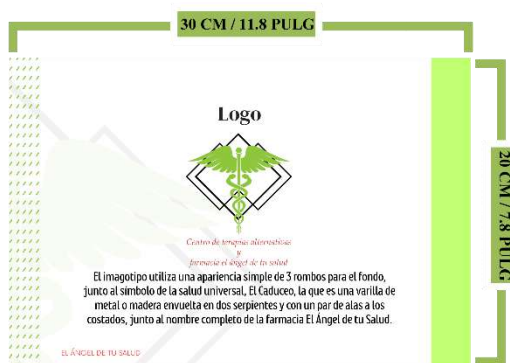 30 CM / 11.8 PULG
Logo
Centro de terapias alternativas
y
farmacia el ángel de tu salud
El imagotipo utiliza una apariencia simple de 3 rombos para el fondo,
junto al símbolo de la salud universal, El Caduceo, la que es una varilla de
metal o madera envuelta en dos serpientes y con un par de alas a los
costados, junto al nombre completo de la farmacia El Ángel de tu Salud.
EL ÁNGEL DE TU SALUD
20 CM / 7.8 PULG